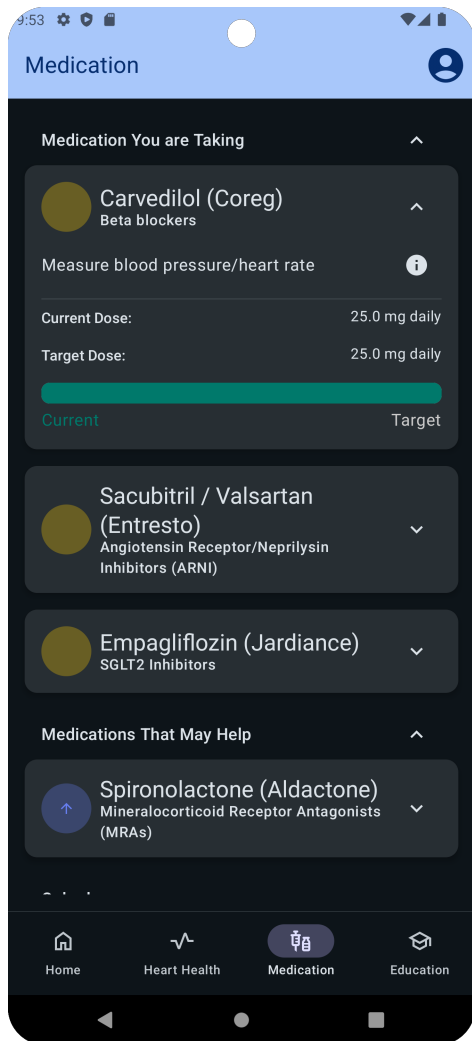 9:53
Medication
Medication You are Taking
Carvedilol (Coreg)
Beta blockers
Measure blood pressure/heart rate
Current Dose:
25.0 mg daily
Target Dose:
25.0 mg daily
Current
Target
Sacubitril / Valsartan
(Entresto)
Angiotensin Receptor/Neprilysin
Inhibitors (ARNI)
Empagliflozin (Jardiance)
SGLT2 Inhibitors
Medications That May Help
Spironolactone (Aldactone)
Mineralocorticoid Receptor Antagonists
(MRAs)
Home
Heart Health
Medication
Education